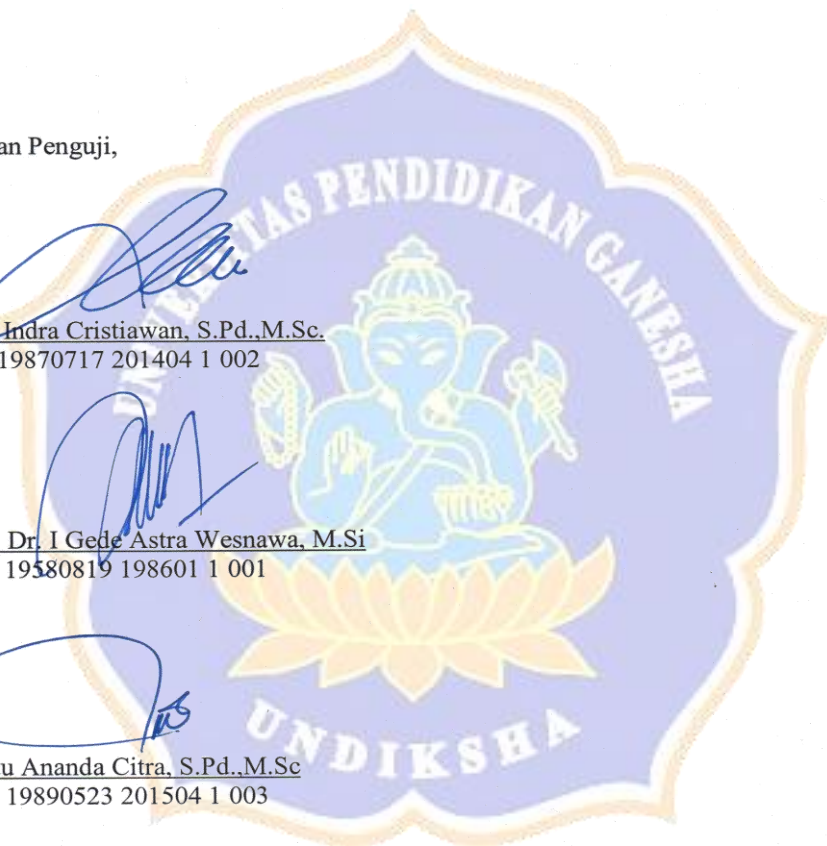 an Penguji,
UNIVERSITAS PENDIDIKAN GANESHA
Indra Cristiawan, S.Pd.,M.Sc.
19870717 201404 1 002
Dr. I Gede Astra Wesnawa, M.Si
19580819 198601 1 001
u Ananda Citra, S.Pd.,M.Sc
19890523 201504 1 003
UNDIKSHA